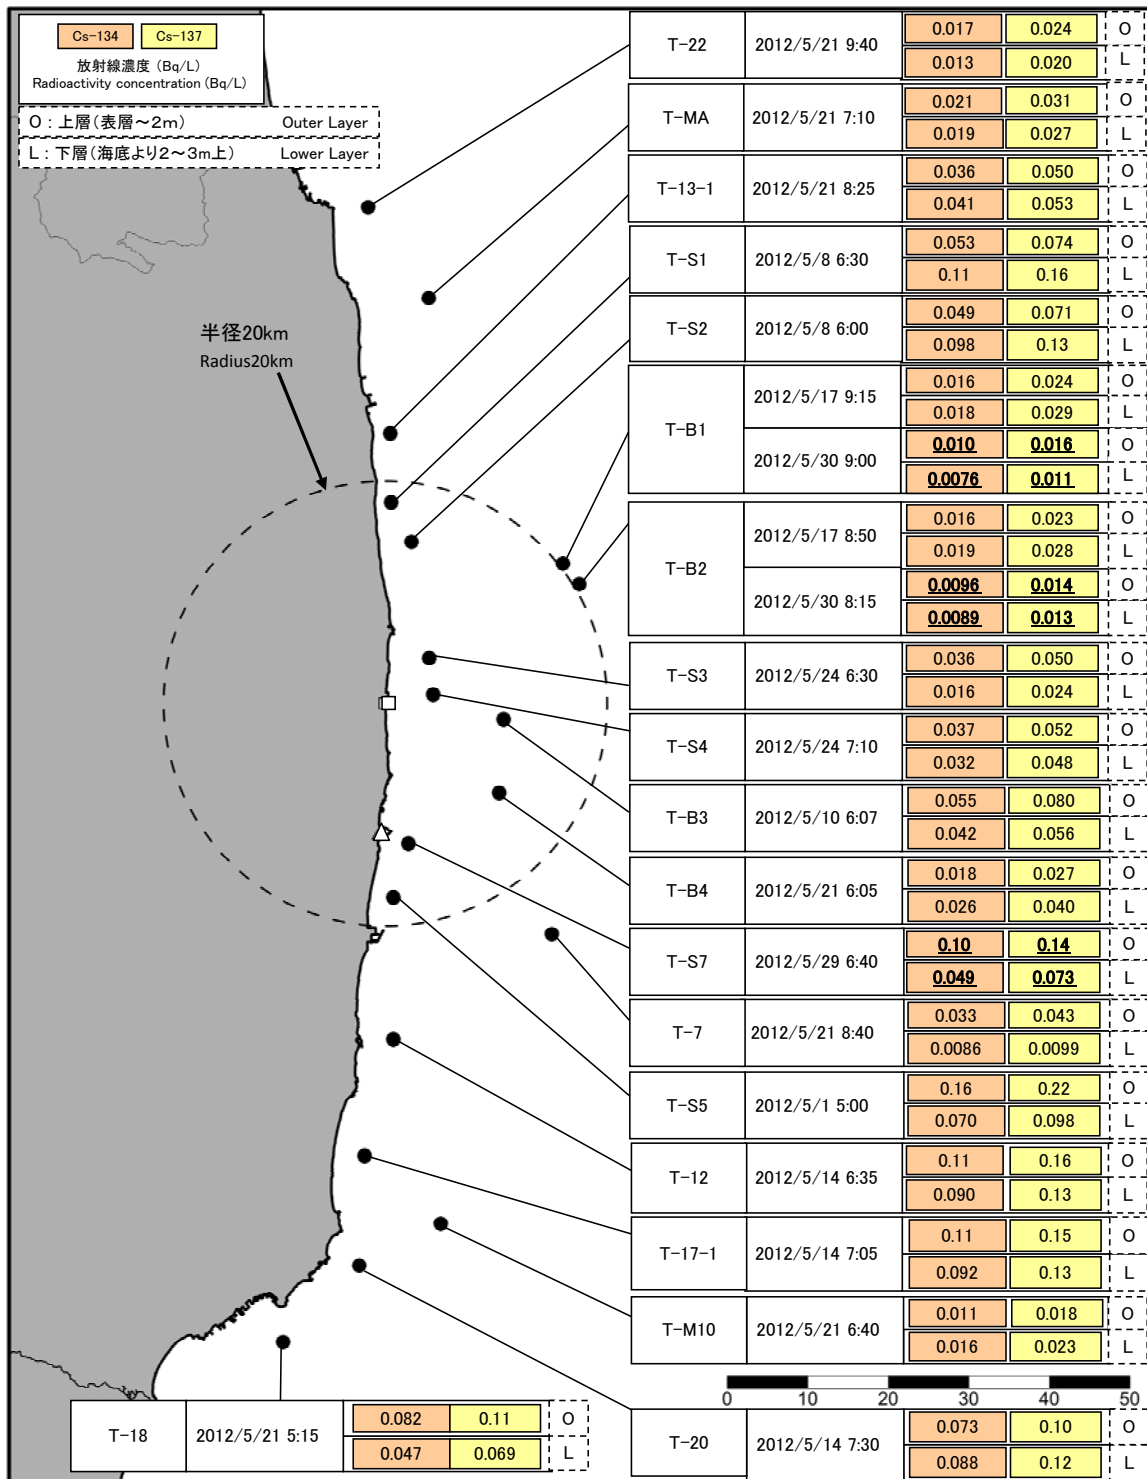 Cs-134 Cs-137
放射線濃度 (Bq/L)
Radioactivity concentration (Bq/L)
O：上層(表層～2m) Outer Layer
L：下層(海底より2～3m上) Lower Layer
半径20km
Radius20km
T-22 2012/5/21 9:40
0.017 0.024 O
0.013 0.020 L
T-MA 2012/5/21 7:10
0.021 0.031 O
0.019 0.027 L
T-13-1 2012/5/21 8:25
0.036 0.050 O
0.041 0.053 L
T-S1 2012/5/8 6:30
0.053 0.074 O
0.11 0.16 L
T-S2 2012/5/8 6:00
0.049 0.071 O
0.098 0.13 L
T-B1
2012/5/17 9:15
0.016 0.024 O
0.018 0.029 L
2012/5/30 9:00
0.010 0.016 O
0.0076 0.011 L
T-B2
2012/5/17 8:50
0.016 0.023 O
0.019 0.028 L
2012/5/30 8:15
0.0096 0.014 O
0.0089 0.013 L
T-S3 2012/5/24 6:30
0.036 0.050 O
0.016 0.024 L
T-S4 2012/5/24 7:10
0.037 0.052 O
0.032 0.048 L
T-B3 2012/5/10 6:07
0.055 0.080 O
0.042 0.056 L
T-B4 2012/5/21 6:05
0.018 0.027 O
0.026 0.040 L
T-S7 2012/5/29 6:40
0.10 0.14 O
0.049 0.073 L
T-7 2012/5/21 8:40
0.033 0.043 O
0.0086 0.0099 L
T-S5 2012/5/1 5:00
0.16 0.22 O
0.070 0.098 L
T-12 2012/5/14 6:35
0.11 0.16 O
0.090 0.13 L
T-17-1 2012/5/14 7:05
0.11 0.15 O
0.092 0.13 L
T-M10 2012/5/21 6:40
0.011 0.018 O
0.016 0.023 L
0 10 20 30 40 50
T-18 2012/5/21 5:15
0.082 0.11 O
0.047 0.069 L
T-20 2012/5/14 7:30
0.073 0.10 O
0.088 0.12 L